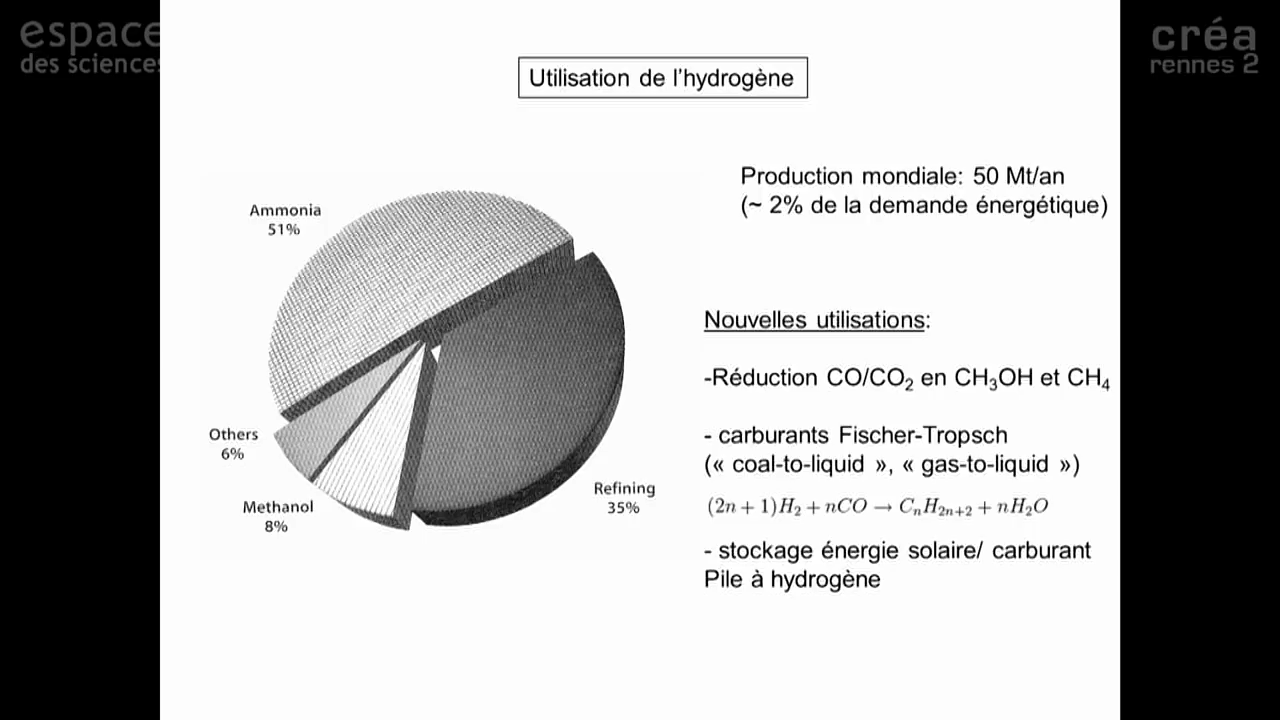 espace
des sciences
créa
rennes 2
Utilisation de l'hydrogène
Production mondiale: 50 Mt/an
(~ 2% de la demande énergétique)
Ammonia
51%
Others
6%
Methanol
8%
Refining
35%
Nouvelles utilisations:
-Réduction CO/CO₂ en CH₃OH et CH₄
- carburants Fischer-Tropsch
(« coal-to-liquid », « gas-to-liquid »)
(2n + 1)H₂ + nCO → CₙH₂ₙ₊₂ + nH₂O
- stockage énergie solaire/ carburant
Pile à hydrogène